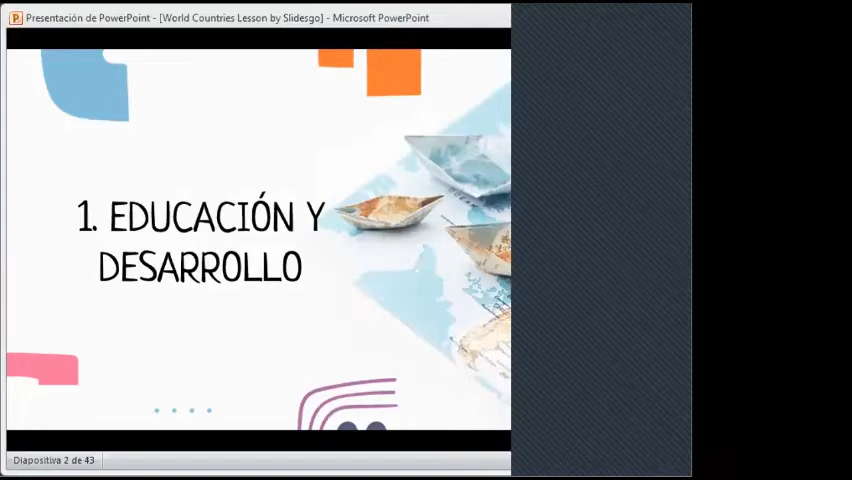 Presentación de PowerPoint - [World Countries Lesson by Slidesgo] - Microsoft PowerPoint
1. EDUCACIÓN Y
DESARROLLO
Diapositiva 2 de 43